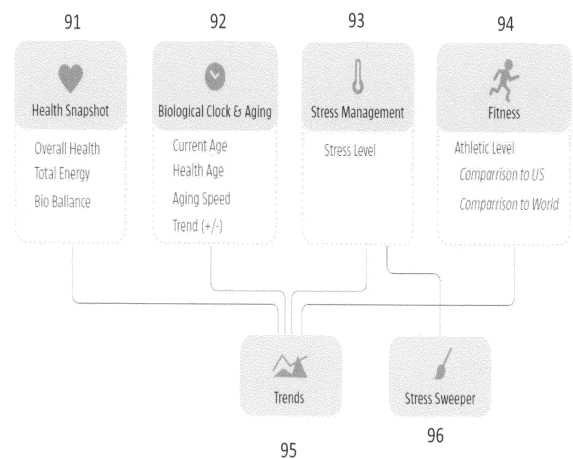 91
92
93
94
Health Snapshot
Overall Health
Total Energy
Bio Ballance
Biological Clock & Aging
Current Age
Health Age
Aging Speed
Trend (+/-)
Stress Management
Stress Level
Fitness
Athletic Level
Comparrison to US
Comparrison to World
Trends
Stress Sweeper
95
96